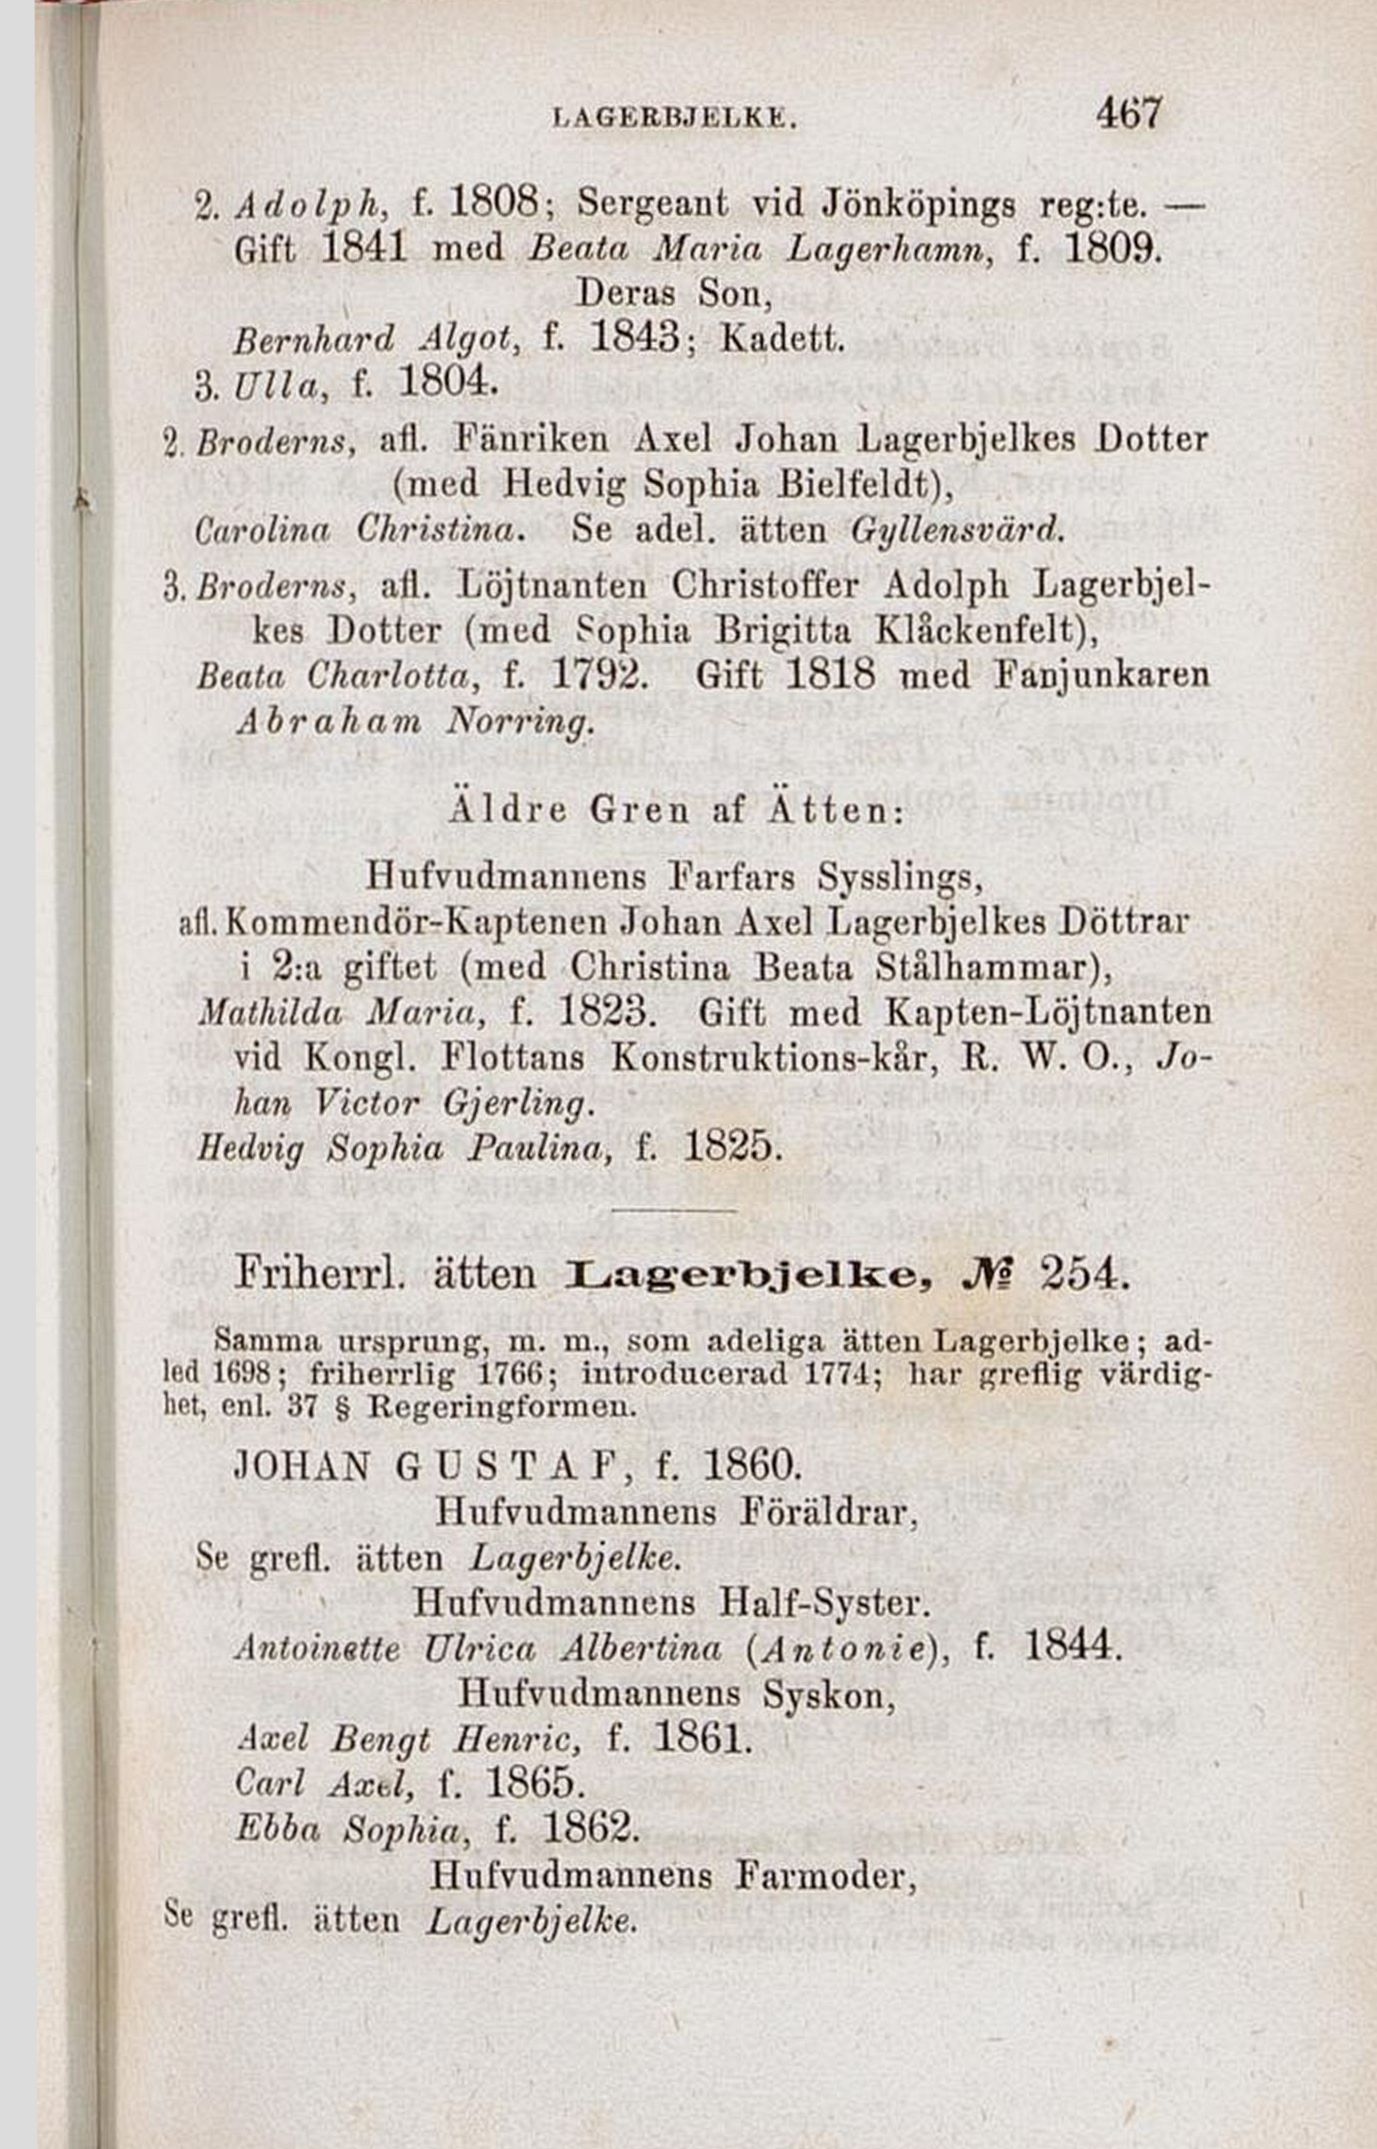 LAGERBJELKE. 467
2. Adolph, f. 1808; Sergeant vid Jönköpings reg:te. —
Gift 1841 med Beata Maria Lagerhamn, f. 1809.
Deras Son,
Bernhard Algot, f. 1843; Kadett.
3. Ulla, f. 1804.
2. Broderns, afl. Fänriken Axel Johan Lagerbjelkes Dotter
(med Hedvig Sophia Bielfeldt),
Carolina Christina. Se adel. ätten Gyllensvärd.
3. Broderns, afl. Löjtnanten Christoffer Adolph Lagerbjel-
kes Dotter (med Sophia Brigitta Klåckenfelt),
Beata Charlotta, f. 1792. Gift 1818 med Fanjunkaren
Abraham Norring.
Äldre Gren af Ätten:
Hufvudmannens Farfars Sysslings,
afl. Kommendör-Kaptenen Johan Axel Lagerbjelkes Döttrar
i 2:a giftet (med Christina Beata Stålhammar),
Mathilda Maria, f. 1823. Gift med Kapten-Löjtnanten
vid Kongl. Flottans Konstruktions-kår, R. W. O., Jo-
han Victor Gjerling.
Hedvig Sophia Paulina, f. 1825.
Friherrl. ätten Lagerbjelke, № 254.
Samma ursprung, m. m., som adeliga ätten Lagerbjelke; ad-
led 1698; friherrlig 1766; introducerad 1774; har greflig värdig-
het, enl. 37 § Regeringformen.
JOHAN GUSTAF, f. 1860.
Hufvudmannens Föräldrar,
Se grefl. ätten Lagerbjelke.
Hufvudmannens Half-Syster.
Antoinette Ulrica Albertina (Antonie), f. 1844.
Hufvudmannens Syskon,
Axel Bengt Henric, f. 1861.
Carl Axel, f. 1865.
Ebba Sophia, f. 1862.
Hufvudmannens Farmoder,
Se grefl. ätten Lagerbjelke.